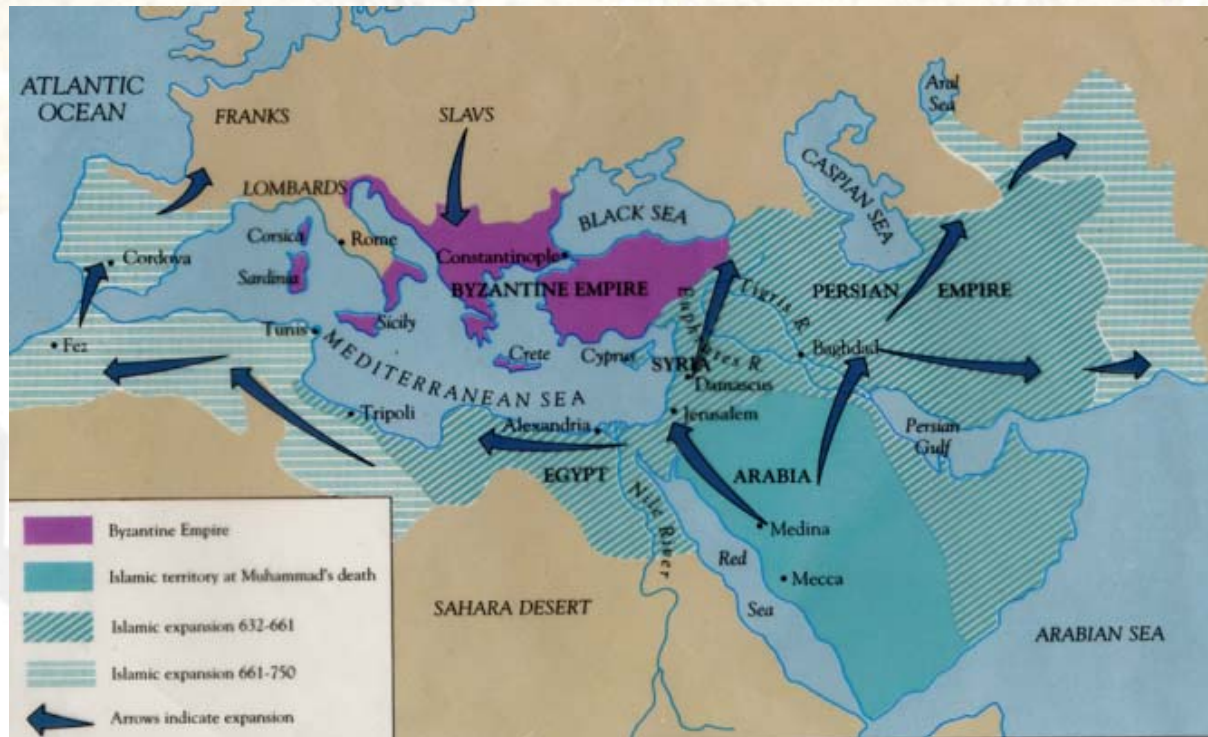 ATLANTIC
OCEAN
FRANKS
SLAVS
Aral
Sea
CASPIAN SEA
LOMBARDS
BLACK SEA
Corsica
Rome
Cordova
Constantinople
Sardinia
BYZANTINE EMPIRE
Tigris R.
PERSIAN EMPIRE
Euphrates R.
Tunis
Sicily
Fez
Crete
Cyprus
SYRIA
Baghdad
MEDITERRANEAN SEA
Damascus
Tripoli
Jerusalem
Alexandria
Persian
Gulf
EGYPT
ARABIA
Nile River
Medina
Red
Sea
Mecca
SAHARA DESERT
ARABIAN SEA
Byzantine Empire
Islamic territory at Muhammad's death
Islamic expansion 632-661
Islamic expansion 661-750
Arrows indicate expansion